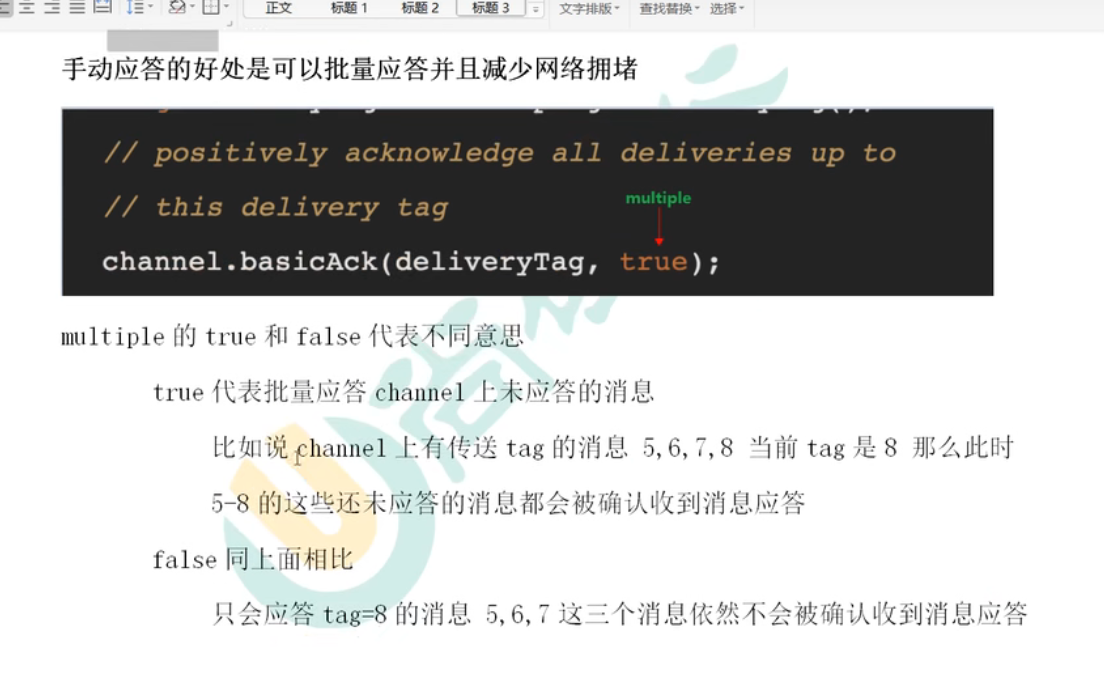 正文 标题 1 标题 2 标题 3 文字排版 查找替换 选择
手动应答的好处是可以批量应答并且减少网络拥堵
// positively acknowledge all deliveries up to
// this delivery tag
multiple
channel.basicAck(deliveryTag, true);
multiple 的 true 和 false 代表不同意思
true 代表批量应答 channel 上未应答的消息
比如说 channel 上有传送 tag 的消息 5,6,7,8 当前 tag 是 8 那么此时
5-8 的这些还未应答的消息都会被确认收到消息应答
false 同上面相比
只会应答 tag=8 的消息 5,6,7 这三个消息依然不会被确认收到消息应答